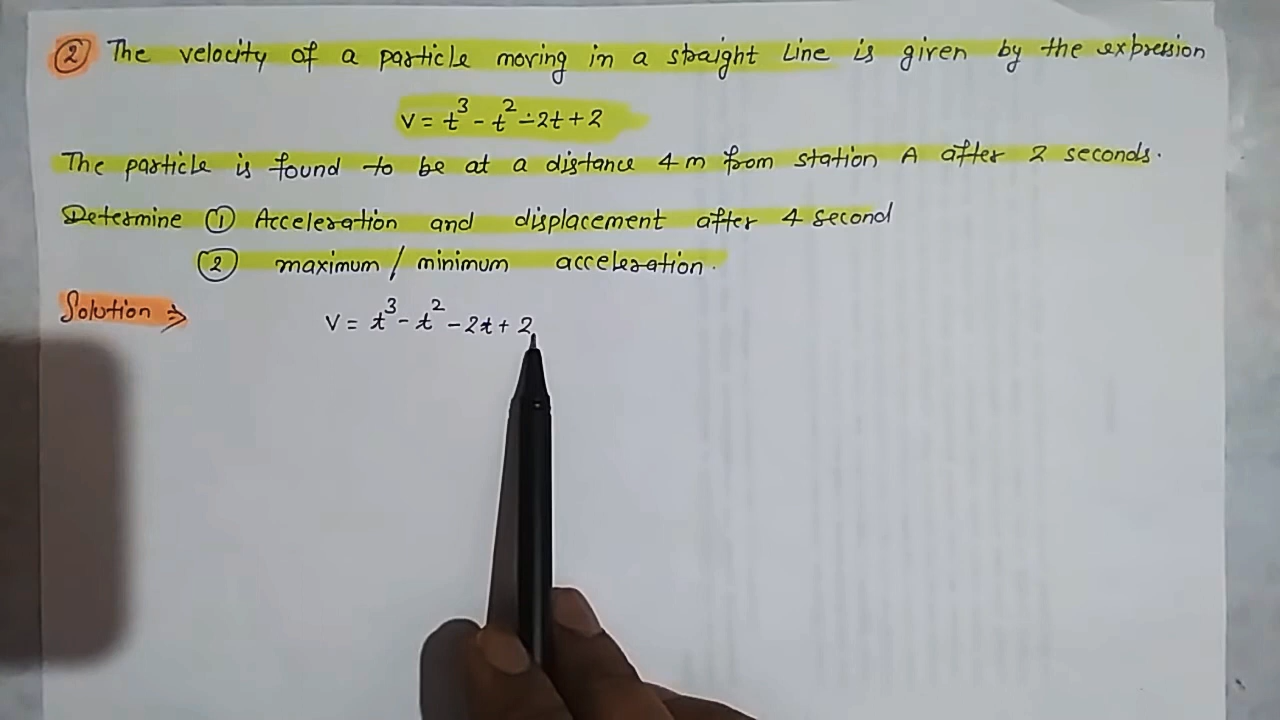 ② The velocity of a particle moving in a straight Line is given by the expression
v = t³ - t² - 2t + 2
The particle is found to be at a distance 4 m from station A after 2 seconds.
Determine ① Acceleration and displacement after 4 second
② maximum / minimum acceleration.
Solution ⇒ v = t³ - t² - 2t + 2